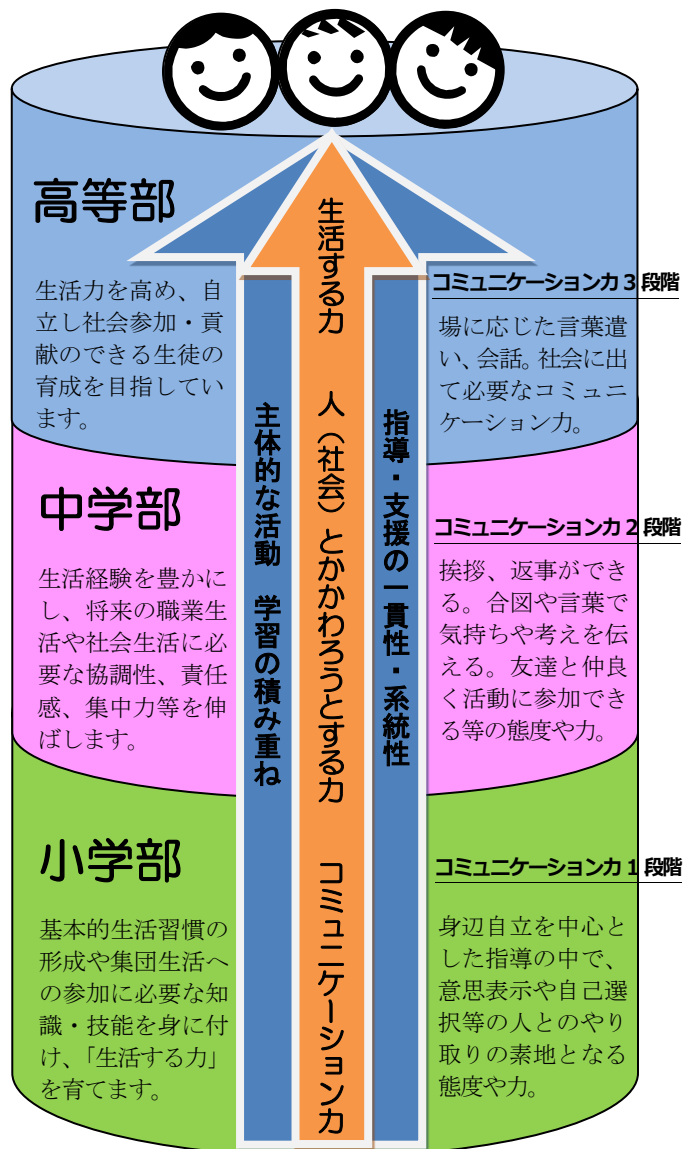 高等部
生活力を高め、自
立し社会参加・貢
献のできる生徒の
育成を目指してい
ます。
コミュニケーション力３段階
場に応じた言葉遣
い、会話。社会に出
て必要なコミュニ
ケーション力。
中学部
生活経験を豊かに
し、将来の職業生
活や社会生活に必
要な協調性、責任
感、集中力等を伸
ばします。
コミュニケーション力２段階
挨拶、返事ができ
る。合図や言葉で
気持ちや考えを伝
える。友達と仲良
く活動に参加でき
る等の態度や力。
小学部
基本的生活習慣の
形成や集団生活へ
の参加に必要な知
識・技能を身に付
け、「生活する力」
を育てます。
コミュニケーション力１段階
身辺自立を中心と
した指導の中で、
意思表示や自己選
択等の人とのやり
取りの素地となる
態度や力。
主体的な活動　学習の積み重ね
生活する力　人（社会）とかかわろうとする力　コミュニケーション力
指導・支援の一貫性・系統性